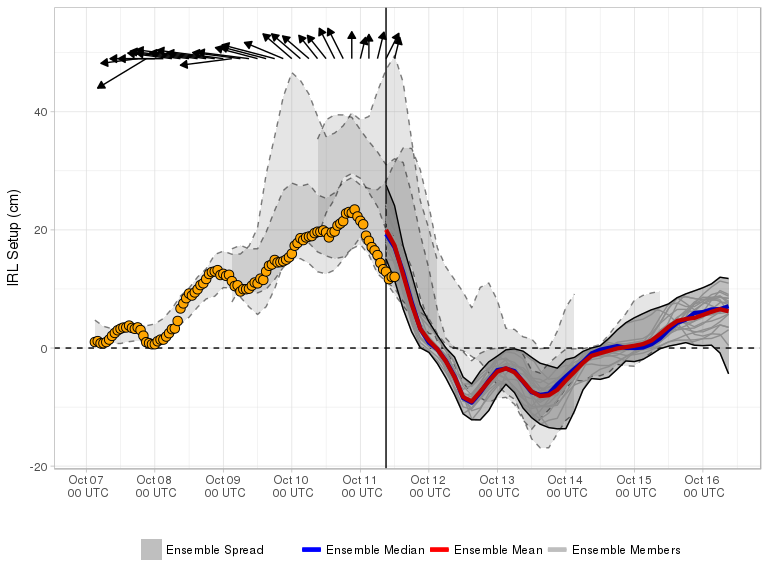 IRL Setup (cm)
40
20
0
-20
Oct 07 Oct 08 Oct 09 Oct 10 Oct 11 Oct 12 Oct 13 Oct 14 Oct 15 Oct 16
00 UTC 00 UTC 00 UTC 00 UTC 00 UTC 00 UTC 00 UTC 00 UTC 00 UTC 00 UTC
Ensemble Spread Ensemble Median Ensemble Mean Ensemble Members